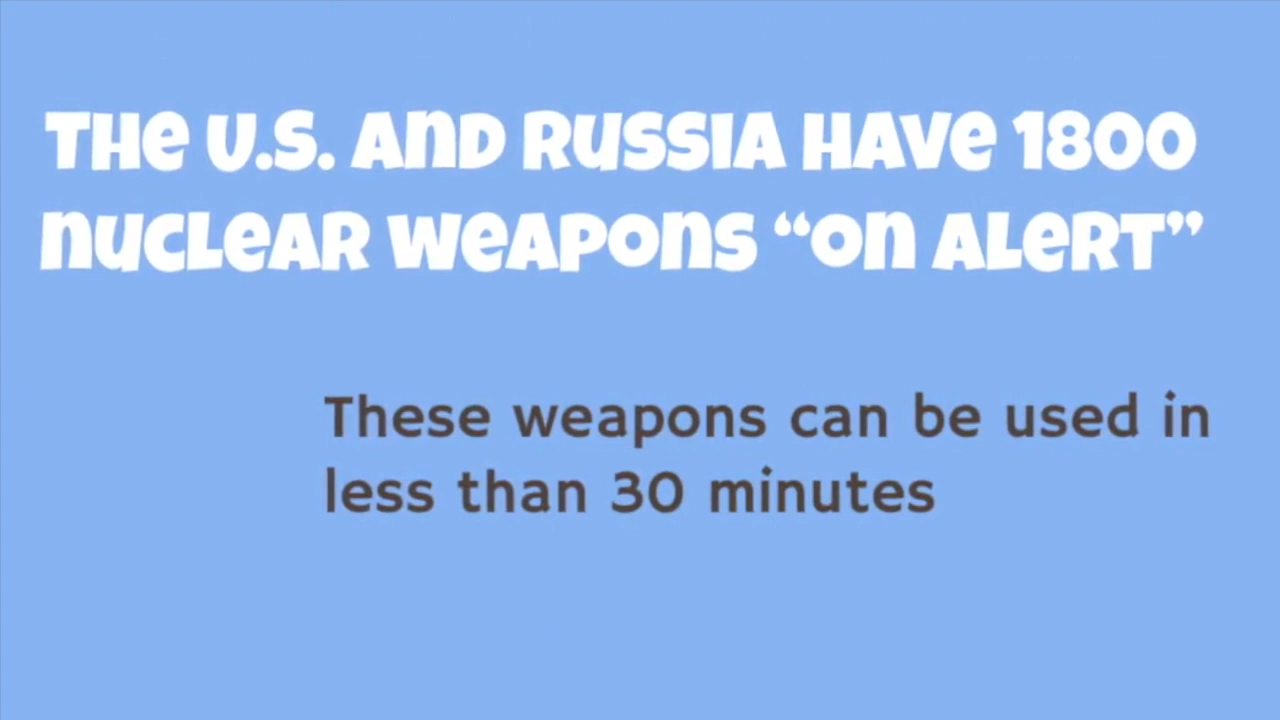 The U.S. and Russia have 1800
nuclear weapons “on alert”
These weapons can be used in
less than 30 minutes